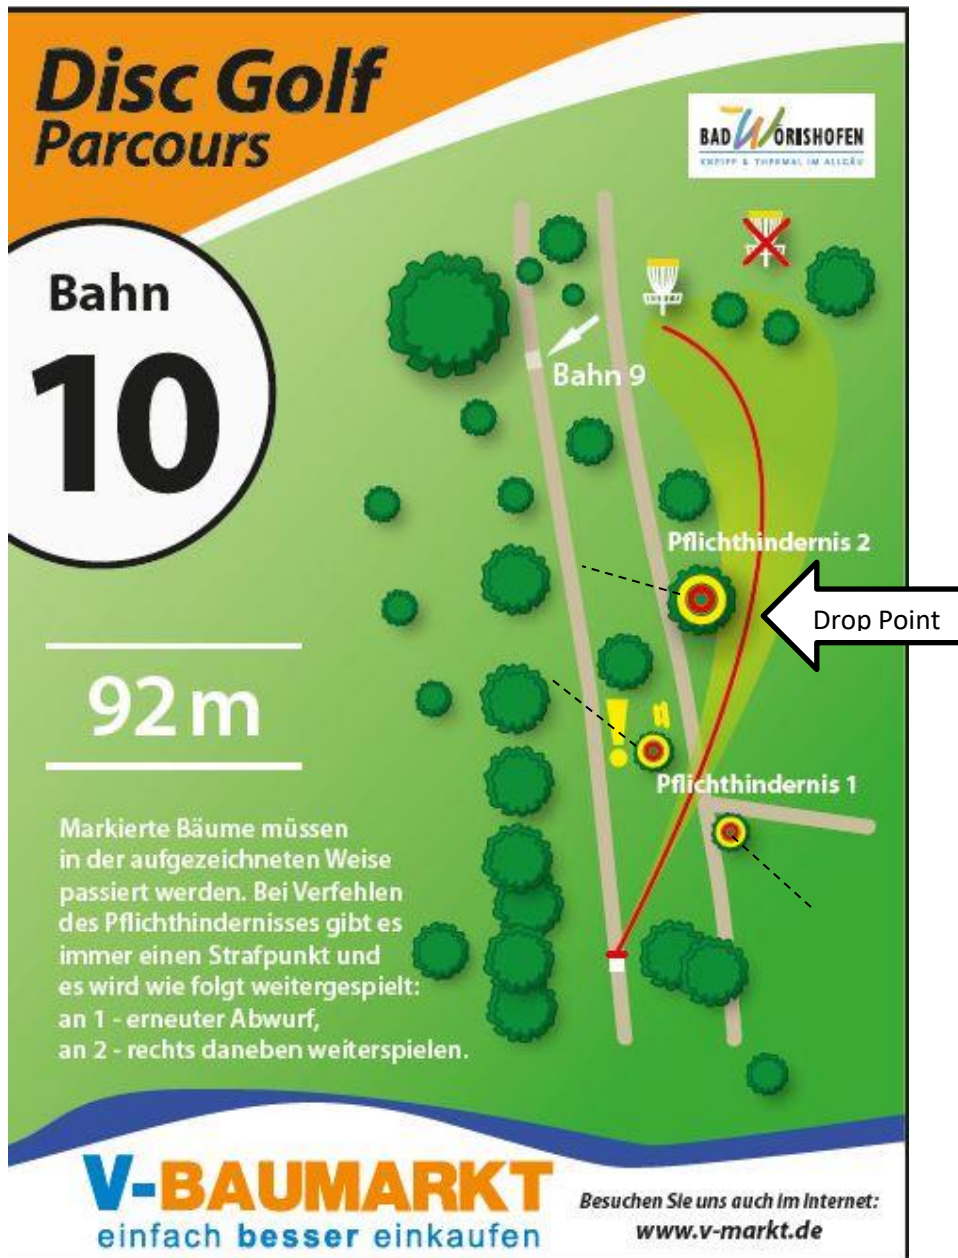 Disc Golf
Parcours
BAD WÖRISHOFEN
KNEIPP & THERMAL IM ALLGÄU
Bahn
10
Bahn 9
Pflichthindernis 2
Drop Point
92 m
!
Pflichthindernis 1
Markierte Bäume müssen
in der aufgezeichneten Weise
passiert werden. Bei Verfehlen
des Pflichthindernisses gibt es
immer einen Strafpunkt und
es wird wie folgt weitergespielt:
an 1 - erneuter Abwurf,
an 2 - rechts daneben weiterspielen.
V-BAUMARKT
einfach besser einkaufen
Besuchen Sie uns auch im Internet:
www.v-markt.de